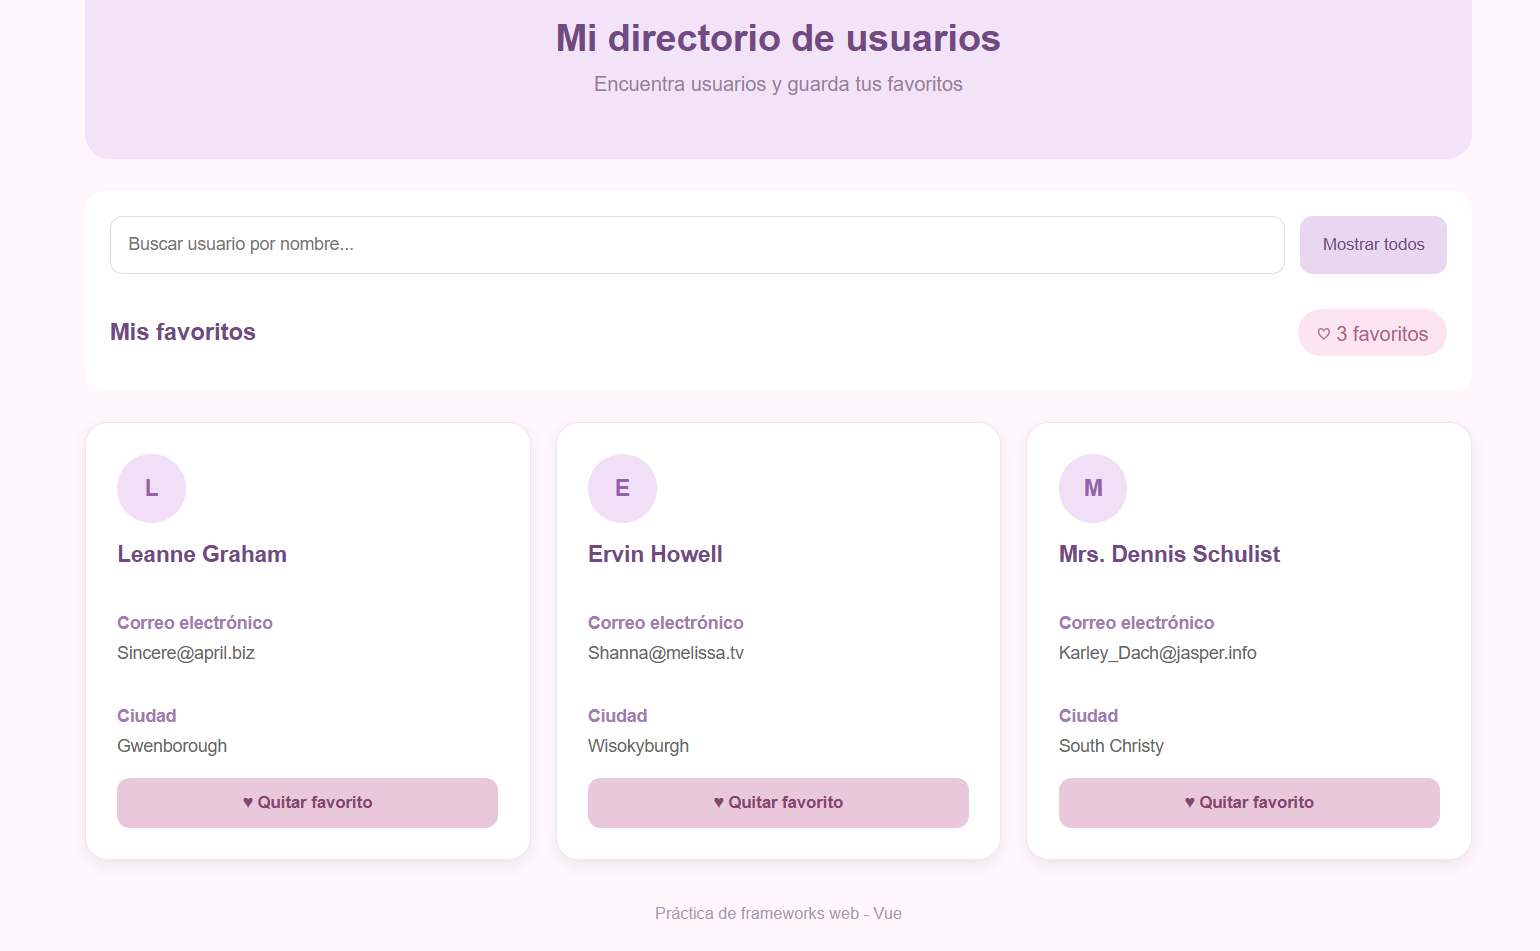 Mi directorio de usuarios
Encuentra usuarios y guarda tus favoritos
Buscar usuario por nombre...
Mostrar todos
Mis favoritos
♡ 3 favoritos
L
Leanne Graham
Correo electrónico
Sincere@april.biz
Ciudad
Gwenborough
♥ Quitar favorito
E
Ervin Howell
Correo electrónico
Shanna@melissa.tv
Ciudad
Wisokyburgh
♥ Quitar favorito
M
Mrs. Dennis Schulist
Correo electrónico
Karley_Dach@jasper.info
Ciudad
South Christy
♥ Quitar favorito
Práctica de frameworks web - Vue